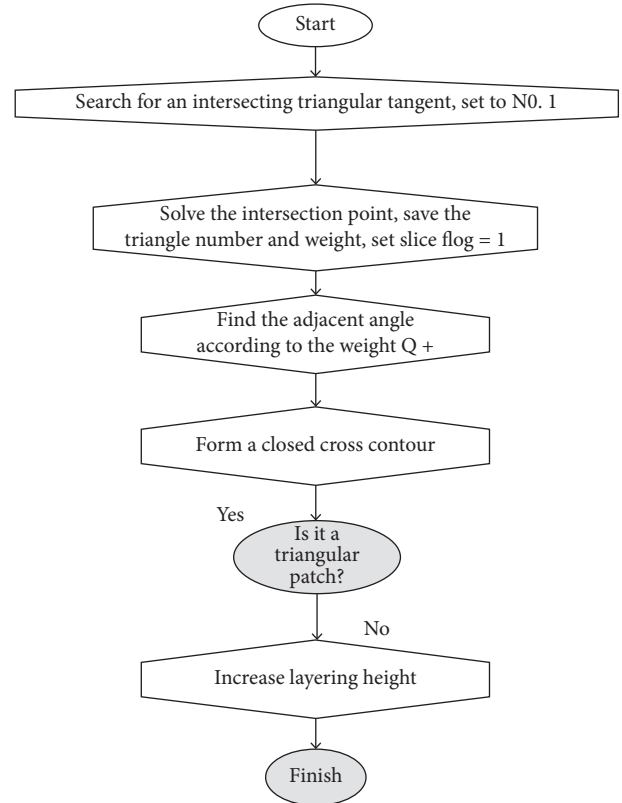 Start
Search for an intersecting triangular tangent, set to N0. 1
Solve the intersection point, save the
triangle number and weight, set slice flog = 1
Find the adjacent angle
according to the weight Q +
Form a closed cross contour
Yes
Is it a
triangular
patch?
No
Increase layering height
Finish